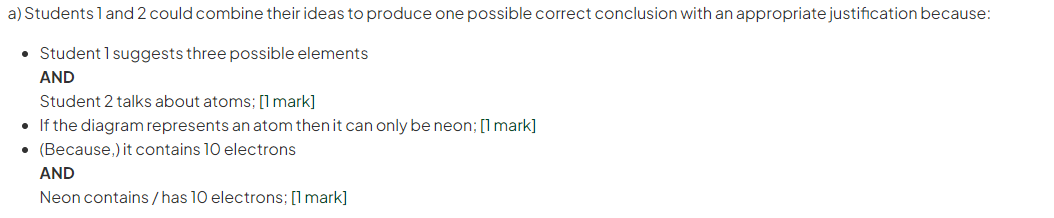 a) Students 1 and 2 could combine their ideas to produce one possible correct conclusion with an appropriate justification because:
• Student 1 suggests three possible elements
AND
Student 2 talks about atoms; [1 mark]
• If the diagram represents an atom then it can only be neon; [1 mark]
• (Because,) it contains 10 electrons
AND
Neon contains / has 10 electrons; [1 mark]